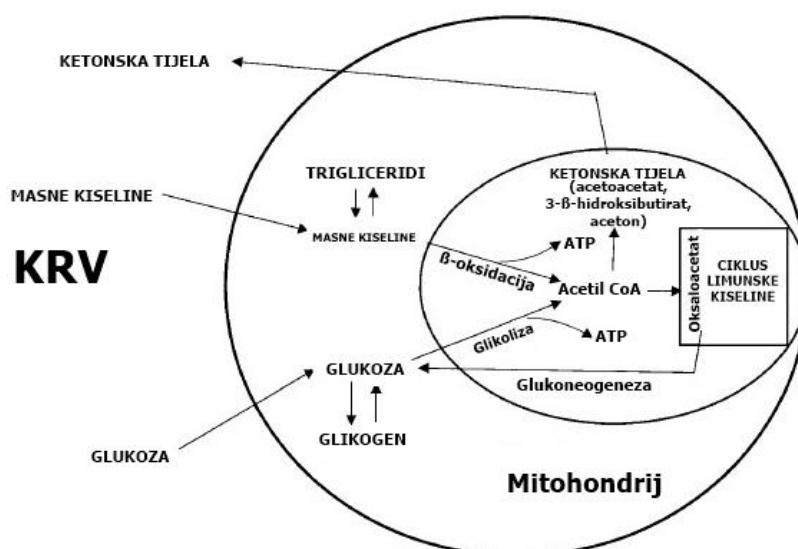 KETONSKA TIJELA
TRIGLICERIDI
KETONSKA TIJELA
(acetoacetat,
3-ß-hidroksibutirat,
aceton)
MASNE KISELINE
MASNE KISELINE
ATP
KRV
ß-oksidacija
Acetil CoA
Oksaloacetat
CIKLUS
LIMUNSKE
KISELINE
Glikoliza
ATP
GLUKOZA
Glukoneogeneza
GLIKOGEN
GLUKOZA
Mitohondrij